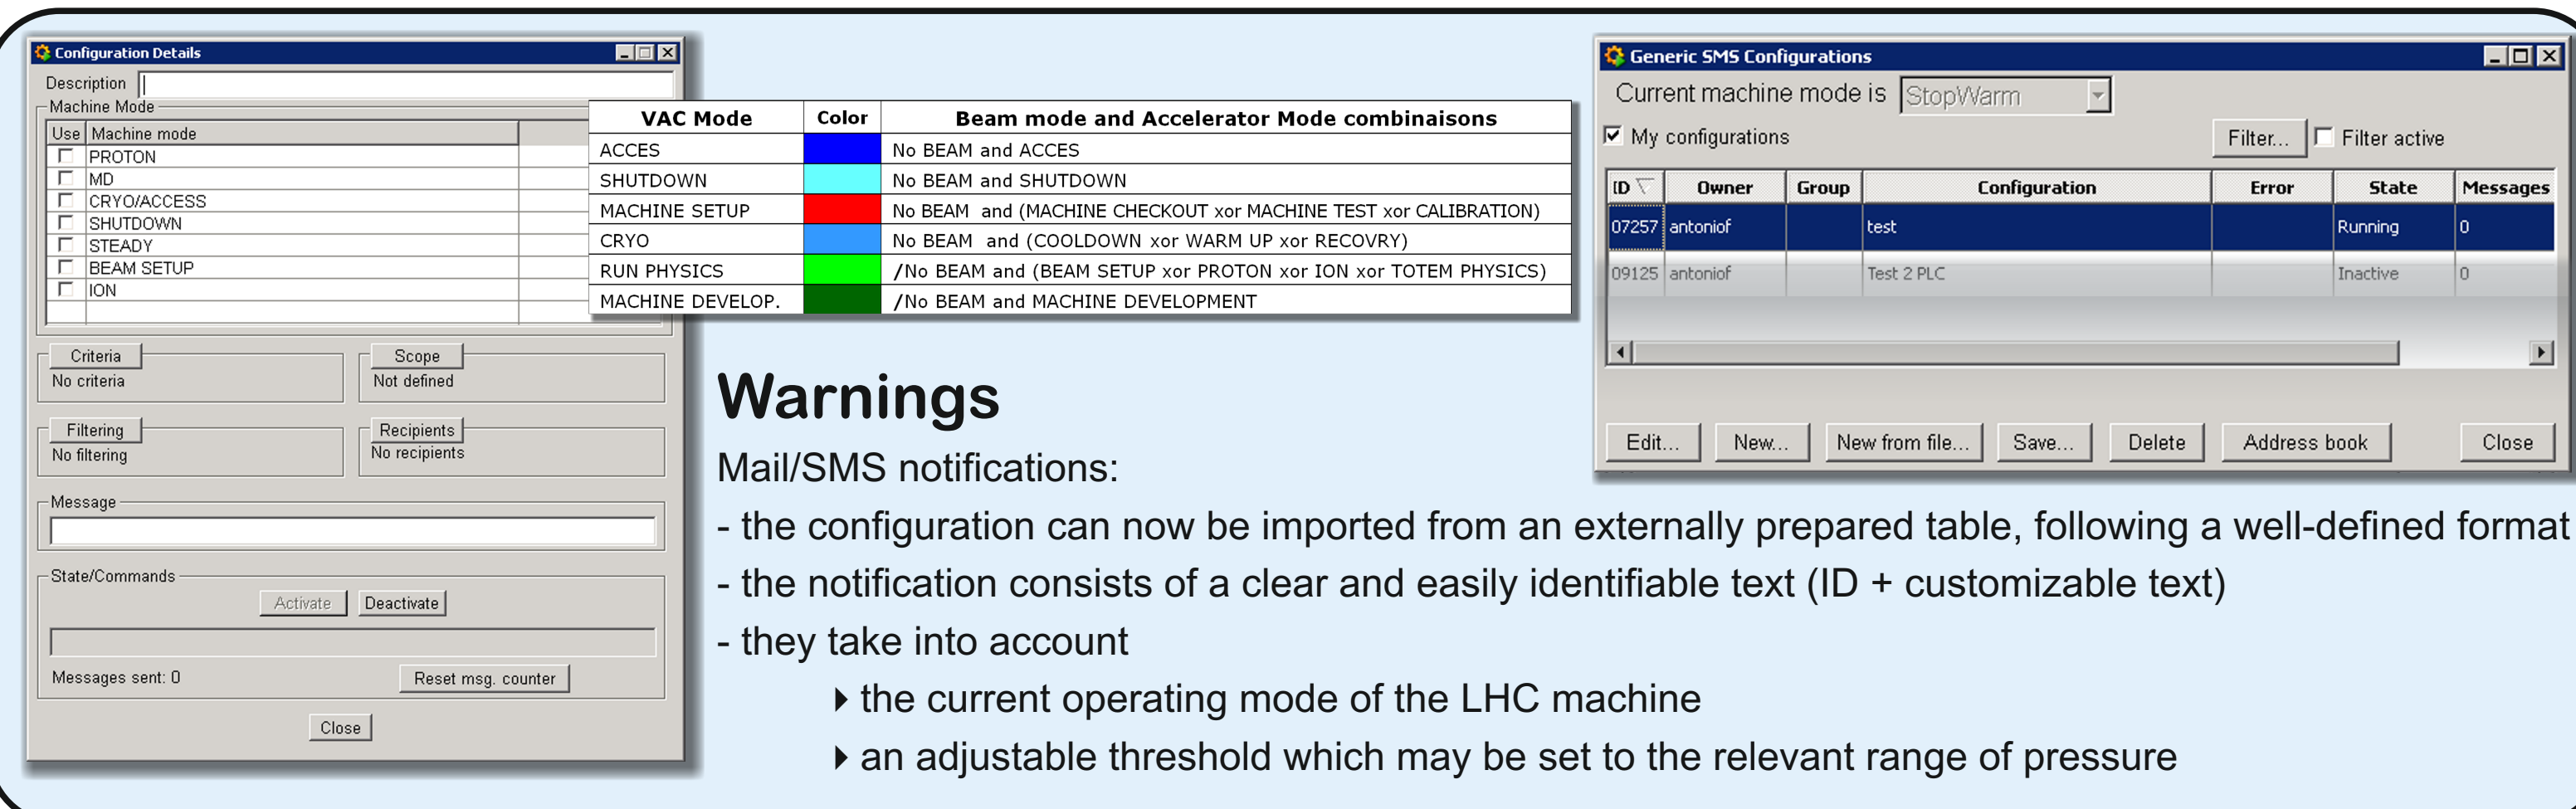 Configuration Details
Description
Machine Mode
Use Machine mode
PROTON
MD
CRYO/ACCESS
SHUTDOWN
STEADY
BEAM SETUP
ION
Criteria Scope
No criteria Not defined
Filtering Recipients
No filtering No recipients
Message
State/Commands
Activate Deactivate
Messages sent: 0 Reset msg. counter
Close
VAC Mode Color Beam mode and Accelerator Mode combinaisons
ACCES No BEAM and ACCES
SHUTDOWN No BEAM and SHUTDOWN
MACHINE SETUP No BEAM and (MACHINE CHECKOUT xor MACHINE TEST xor CALIBRATION)
CRYO No BEAM and (COOLDOWN xor WARM UP xor RECOVRY)
RUN PHYSICS /No BEAM and (BEAM SETUP xor PROTON xor ION xor TOTEM PHYSICS)
MACHINE DEVELOP. /No BEAM and MACHINE DEVELOPMENT
Generic SMS Configurations
Current machine mode is StopWarm
My configurations Filter... Filter active
ID Owner Group Configuration Error State Messages
07257 antoniof test Running 0
09125 antoniof Test 2 PLC Inactive 0
Edit... New... New from file... Save... Delete Address book Close
Warnings
Mail/SMS notifications:
- the configuration can now be imported from an externally prepared table, following a well-defined format
- the notification consists of a clear and easily identifiable text (ID + customizable text)
- they take into account
the current operating mode of the LHC machine
an adjustable threshold which may be set to the relevant range of pressure